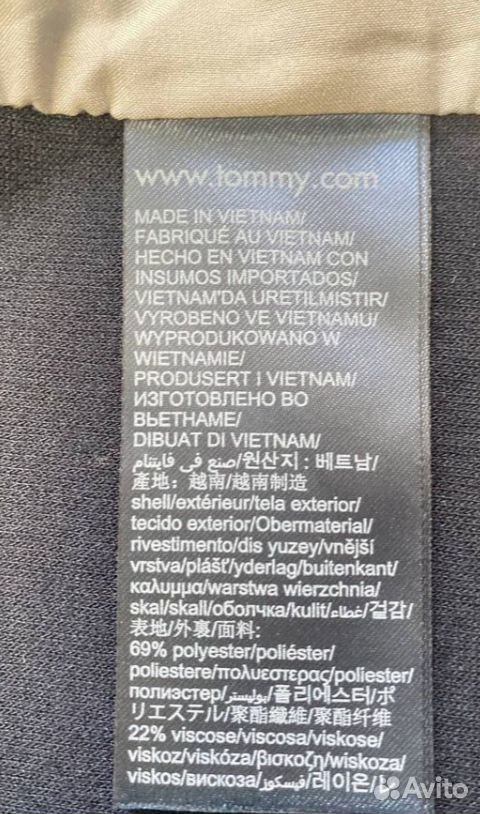 www.tommy.com
MADE IN VIETNAM/
FABRIQUÉ AU VIETNAM/
HECHO EN VIETNAM CON
INSUMOS IMPORTADOS/
VIETNAM'DA ÜRETILMISTIR/
VYROBENO VE VIETNAMU/
WYPRODUKOWANO W
WIETNAMIE/
PRODUSERT I VIETNAM/
ИЗГОТОВЛЕНО ВО
ВЬЕТНАМЕ/
DIBUAT DI VIETNAM/
صنع في فايتنام/원산지 : 베트남/
產地：越南/越南制造
shell/extérieur/tela exterior/
tecido exterior/Obermaterial/
rivestimento/dis yuzey/vnější
vrstva/plášť/yderlag/buitenkant/
καλυμμα/warstwa wierzchnia/
skal/skall/оболчка/kulit/غطاء/겉감/
表地/外裏/面料:
69% polyester/poliéster/
poliestere/πολυεστερας/poliester/
полиэстер/بوليستر/폴리에스터/ポ
リエステル/聚酯纖維/聚酯纤维
22% viscose/viscosa/viskose/
viskoz/viskóza/βισκοζη/wiskoza/
viskos/вискоза/فيسكوز/레이온/レ
Avito